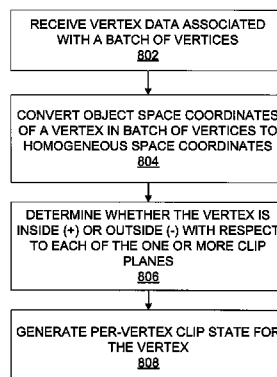 RECEIVE VERTEX DATA ASSOCIATED
WITH A BATCH OF VERTICES
802
CONVERT OBJECT SPACE COORDINATES
OF A VERTEX IN BATCH OF VERTICES TO
HOMOGENEOUS SPACE COORDINATES
804
DETERMINE WHETHER THE VERTEX IS
INSIDE (+) OR OUTSIDE (-) WITH RESPECT
TO EACH OF THE ONE OR MORE CLIP
PLANES
806
GENERATE PER-VERTEX CLIP STATE FOR
THE VERTEX
808